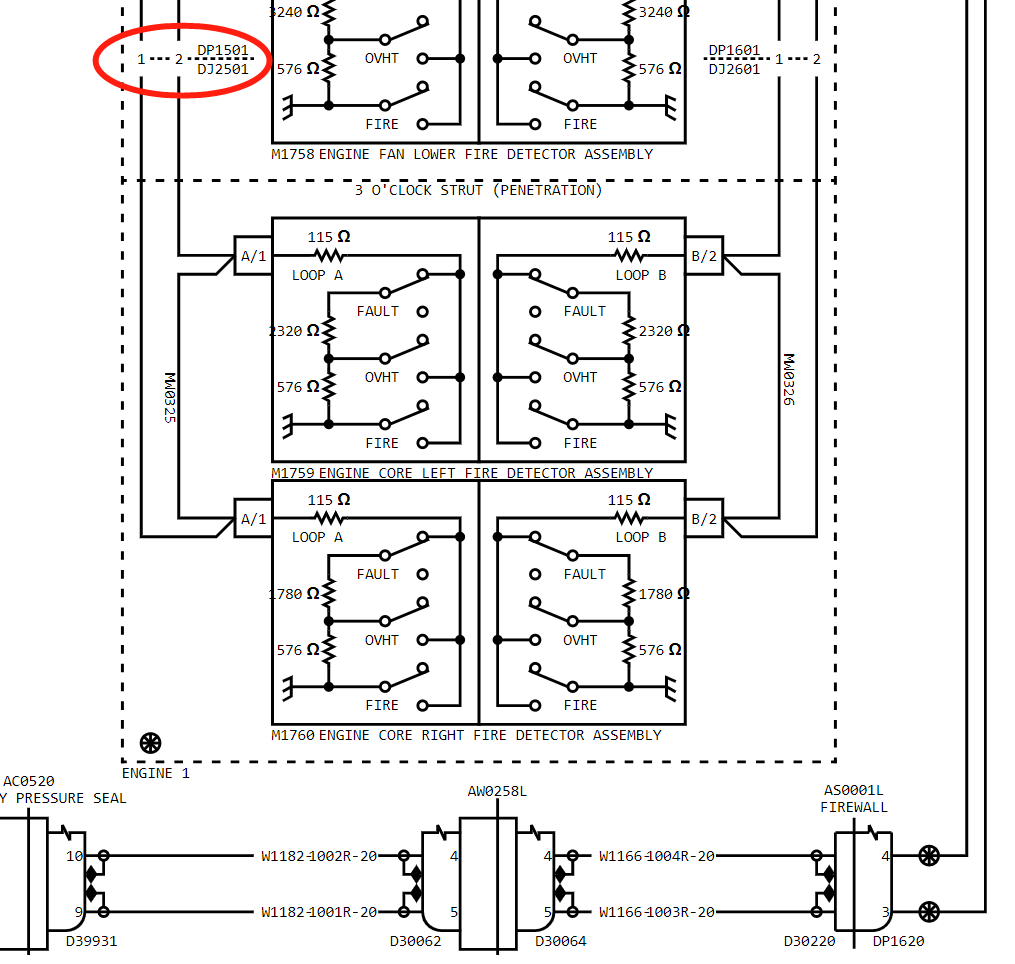 3240 Ω
3240 Ω
1 2 DP1501
DJ2501
576 Ω
OVHT
OVHT
576 Ω
DP1601
DJ2601
1 2
FIRE
FIRE
M1758 ENGINE FAN LOWER FIRE DETECTOR ASSEMBLY
3 O'CLOCK STRUT (PENETRATION)
A/1
115 Ω
115 Ω
B/2
LOOP A
LOOP B
FAULT
FAULT
2320 Ω
2320 Ω
OVHT
OVHT
MW0325
576 Ω
576 Ω
MW0326
FIRE
FIRE
M1759 ENGINE CORE LEFT FIRE DETECTOR ASSEMBLY
A/1
115 Ω
115 Ω
B/2
LOOP A
LOOP B
FAULT
FAULT
1780 Ω
1780 Ω
OVHT
OVHT
576 Ω
576 Ω
FIRE
FIRE
M1760 ENGINE CORE RIGHT FIRE DETECTOR ASSEMBLY
ENGINE 1
AC0520
Y PRESSURE SEAL
AW0258L
AS0001L
FIREWALL
10
W1182-1002R-20
4
4
W1166-1004R-20
4
9
W1182-1001R-20
5
5
W1166-1003R-20
3
D39931
D30062
D30064
D30220
DP1620